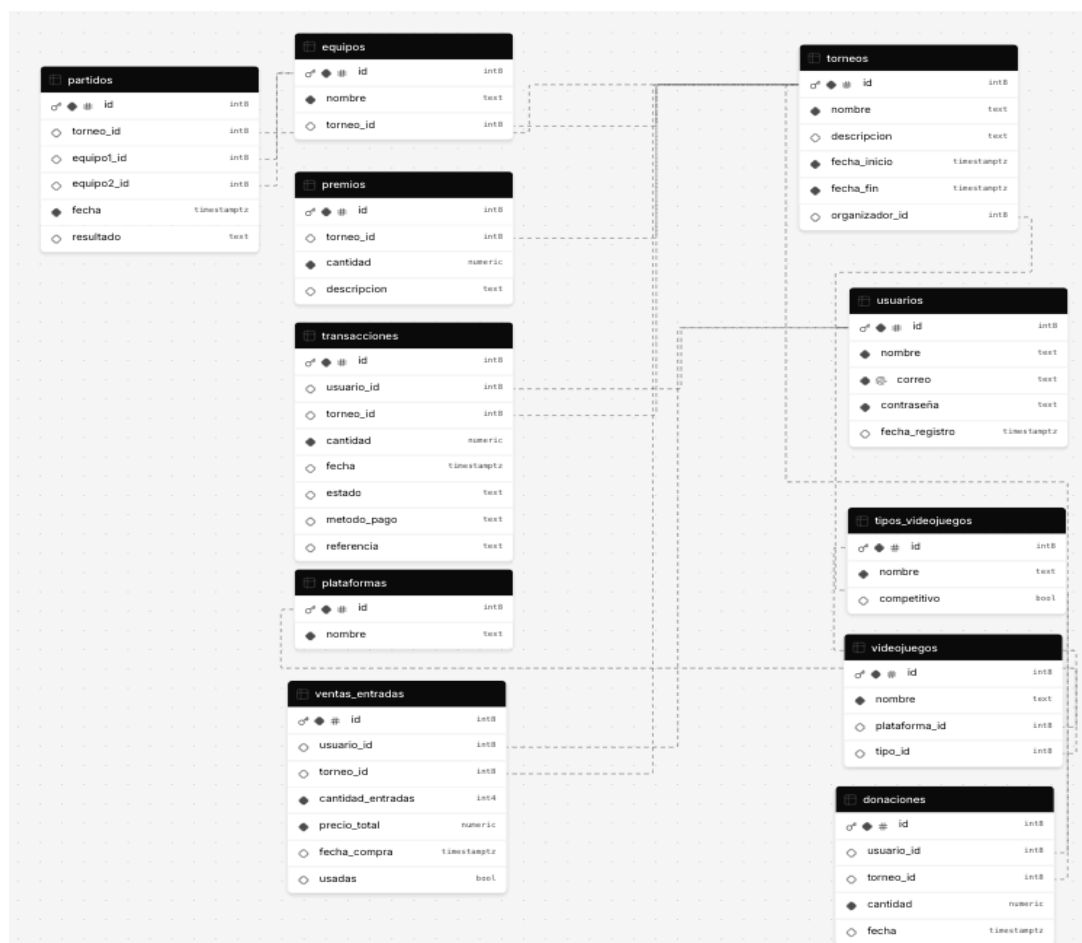 partidos
id int8
torneo_id int8
equipo1_id int8
equipo2_id int8
fecha timestamptz
resultado text
equipos
id int8
nombre text
torneo_id int8
premios
id int8
torneo_id int8
cantidad numeric
descripcion text
transacciones
id int8
usuario_id int8
torneo_id int8
cantidad numeric
fecha timestamptz
estado text
metodo_pago text
referencia text
plataformas
id int8
nombre text
ventas_entradas
id int8
usuario_id int8
torneo_id int8
cantidad_entradas int4
precio_total numeric
fecha_compra timestamptz
usadas bool
torneos
id int8
nombre text
descripcion text
fecha_inicio timestamptz
fecha_fin timestamptz
organizador_id int8
usuarios
id int8
nombre text
correo text
contraseña text
fecha_registro timestamptz
tipos_videojuegos
id int8
nombre text
competitivo bool
videojuegos
id int8
nombre text
plataforma_id int8
tipo_id int8
donaciones
id int8
usuario_id int8
torneo_id int8
cantidad numeric
fecha timestamptz